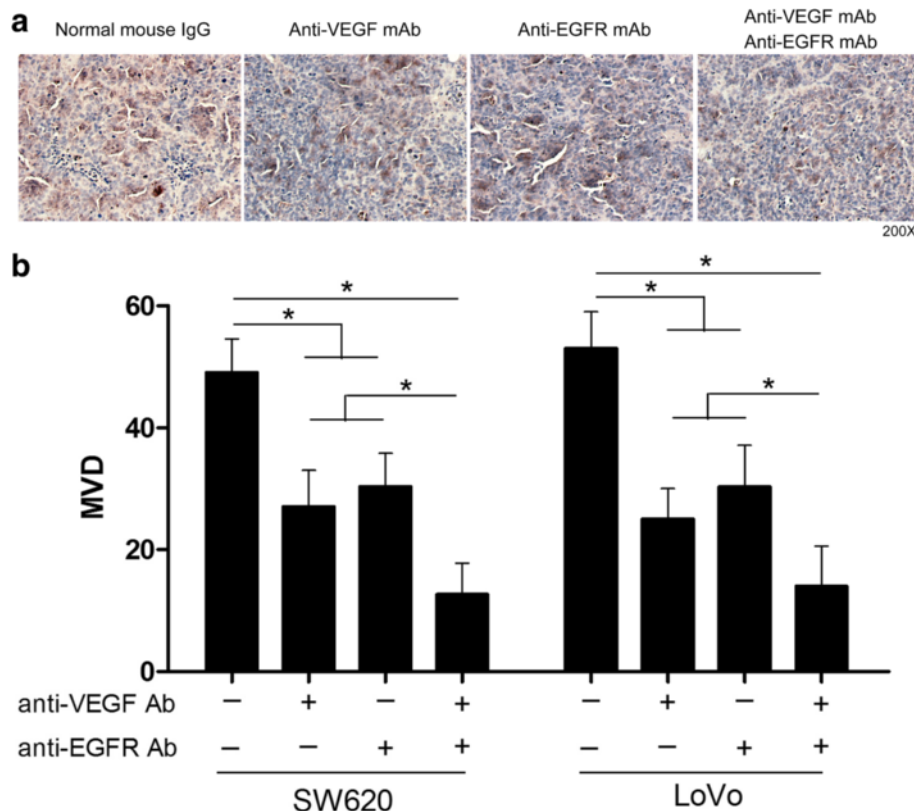 a
Normal mouse IgG Anti-VEGF mAb Anti-EGFR mAb Anti-VEGF mAb
Anti-EGFR mAb
200X
b
* *
* *
* *
60
40
20
0
MVD
anti-VEGF Ab − + − + − + − +
anti-EGFR Ab − − + + − − + +
SW620 LoVo